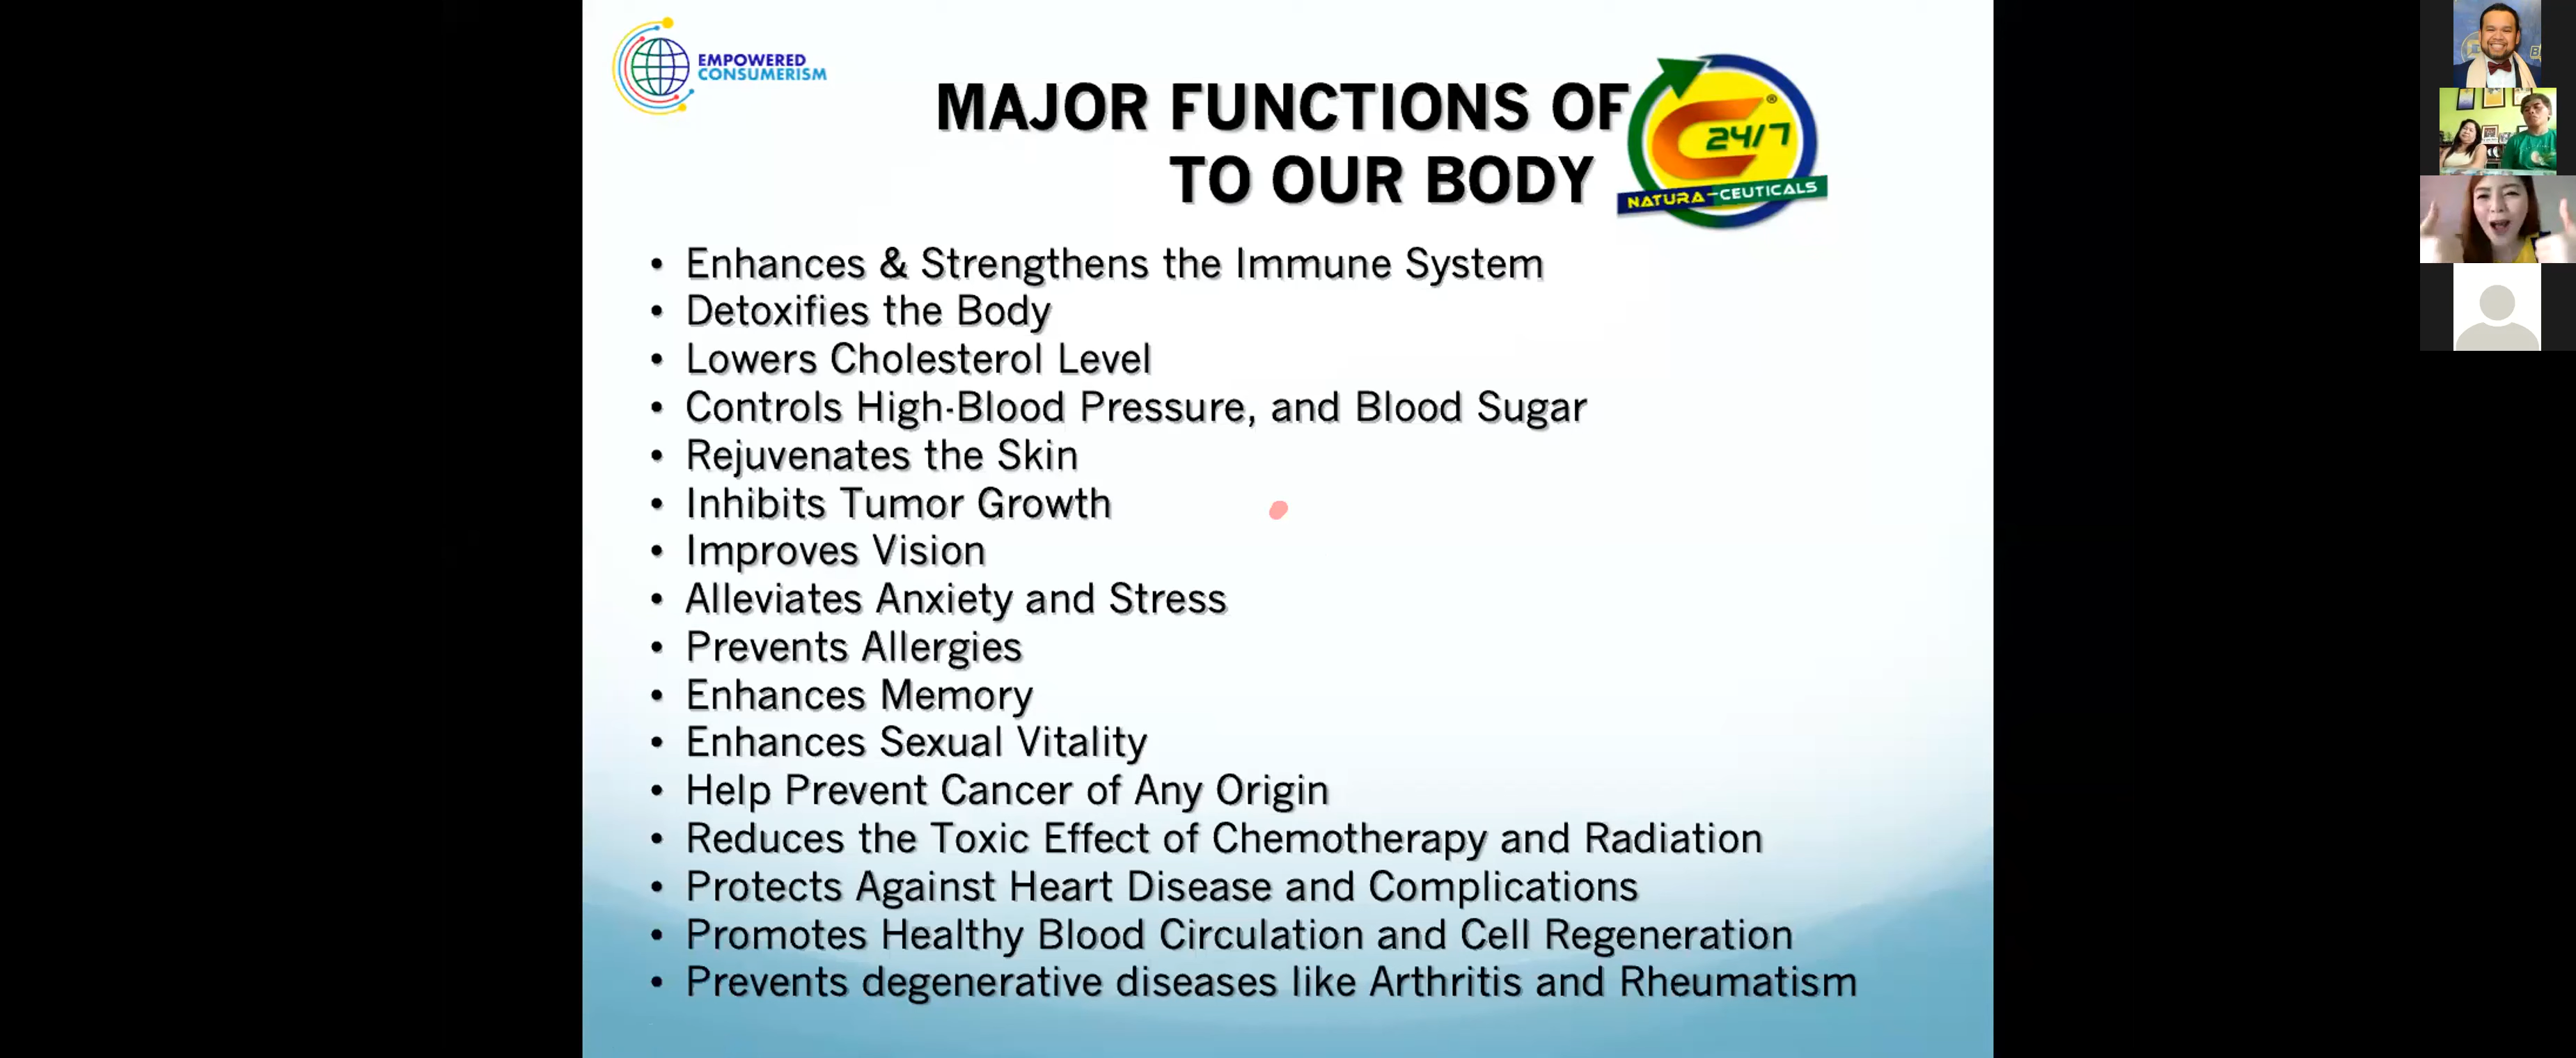 EMPOWERED
CONSUMERISM
MAJOR FUNCTIONS OF
TO OUR BODY
C 24/7 ®
NATURA-CEUTICALS
• Enhances & Strengthens the Immune System
• Detoxifies the Body
• Lowers Cholesterol Level
• Controls High-Blood Pressure, and Blood Sugar
• Rejuvenates the Skin
• Inhibits Tumor Growth
• Improves Vision
• Alleviates Anxiety and Stress
• Prevents Allergies
• Enhances Memory
• Enhances Sexual Vitality
• Help Prevent Cancer of Any Origin
• Reduces the Toxic Effect of Chemotherapy and Radiation
• Protects Against Heart Disease and Complications
• Promotes Healthy Blood Circulation and Cell Regeneration
• Prevents degenerative diseases like Arthritis and Rheumatism